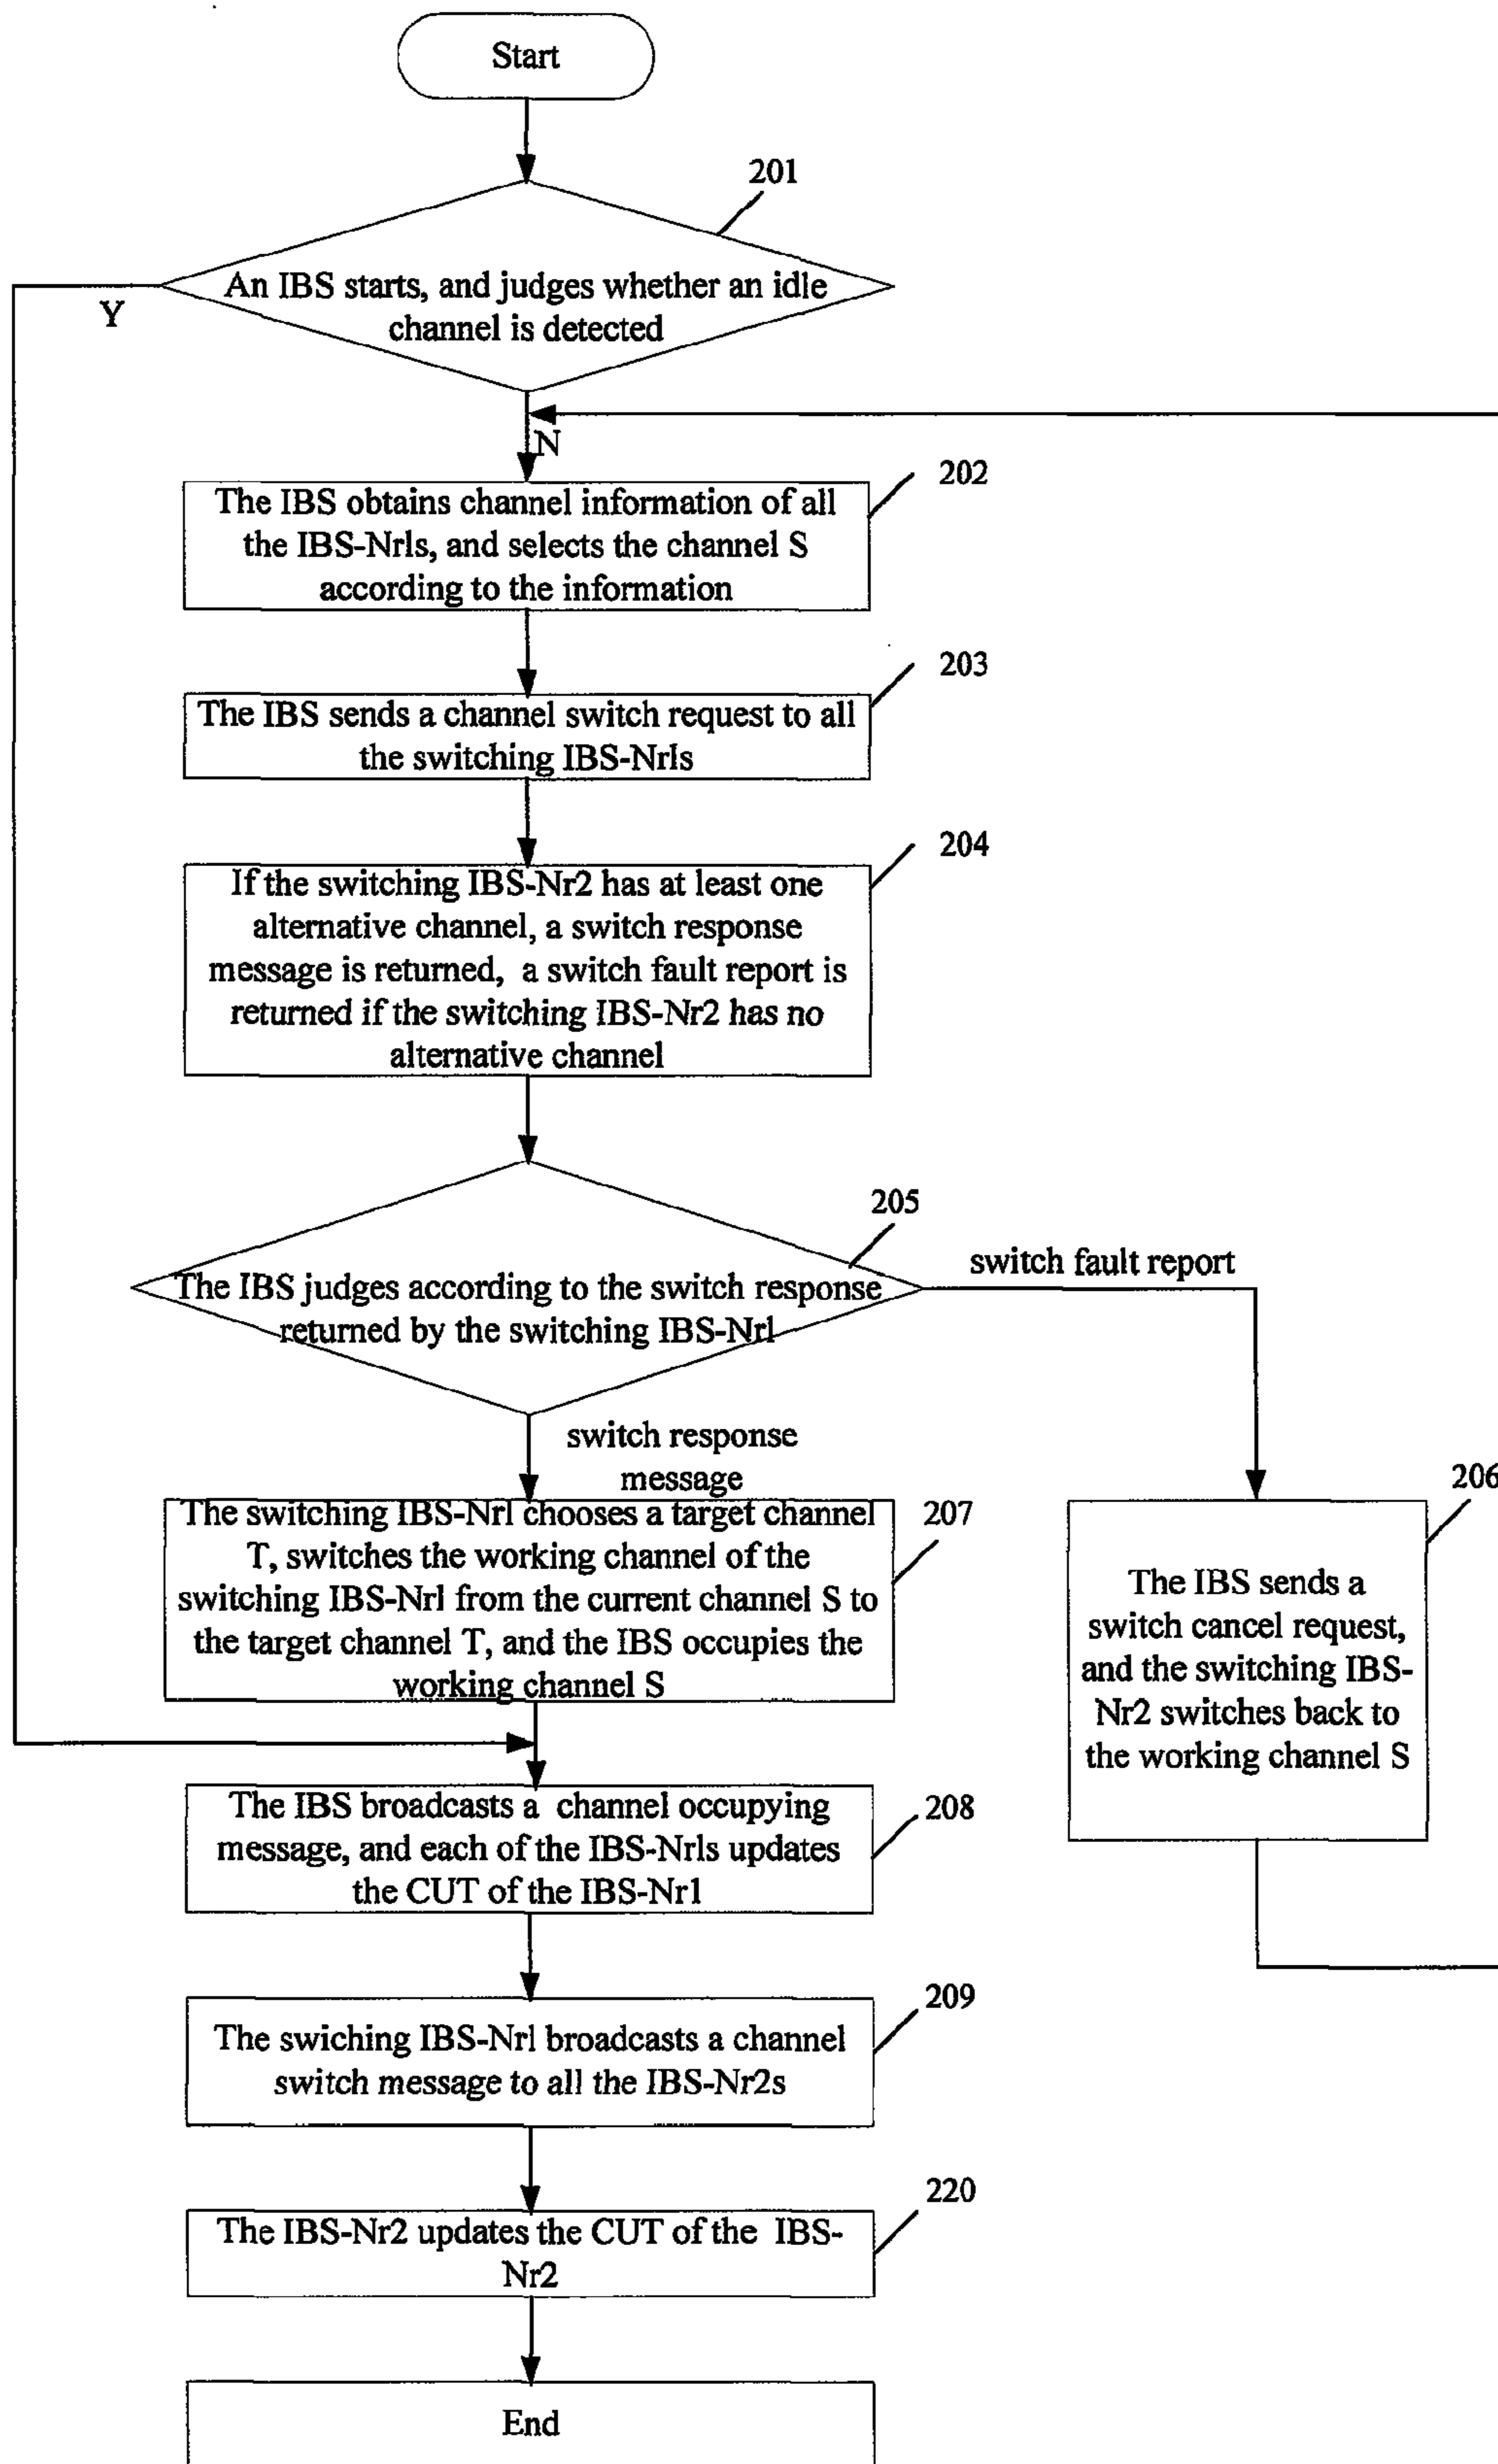 Start
201
An IBS starts, and judges whether an idle
channel is detected
Y
N
202
The IBS obtains channel information of all
the IBS-Nrls, and selects the channel S
according to the information
203
The IBS sends a channel switch request to all
the switching IBS-Nrls
204
If the switching IBS-Nr2 has at least one
alternative channel, a switch response
message is returned, a switch fault report is
returned if the switching IBS-Nr2 has no
alternative channel
205
The IBS judges according to the switch response
returned by the switching IBS-Nrl
switch fault report
switch response
message
206
The IBS sends a
switch cancel request,
and the switching IBS-
Nr2 switches back to
the working channel S
207
The switching IBS-Nrl chooses a target channel
T, switches the working channel of the
switching IBS-Nrl from the current channel S to
the target channel T, and the IBS occupies the
working channel S
208
The IBS broadcasts a channel occupying
message, and each of the IBS-Nrls updates
the CUT of the IBS-Nr1
209
The swiching IBS-Nrl broadcasts a channel
switch message to all the IBS-Nr2s
220
The IBS-Nr2 updates the CUT of the IBS-
Nr2
End